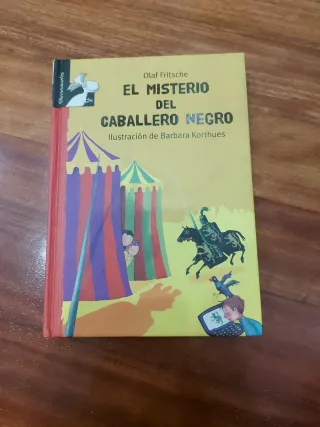 Olaf Fritsche
EL MISTERIO
DEL
CABALLERO NEGRO
Ilustración de Barbara Korthues